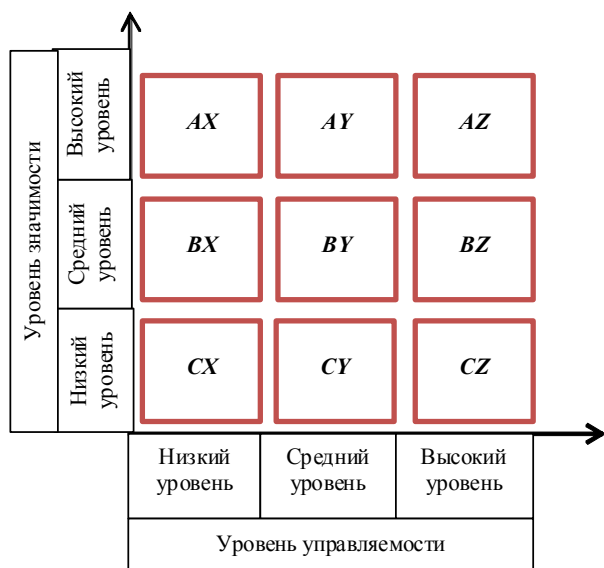 Уровень значимости
Высокий
уровень
Средний
уровень
Низкий
уровень
AX AY AZ
BX BY BZ
CX CY CZ
Низкий
уровень
Средний
уровень
Высокий
уровень
Уровень управляемости